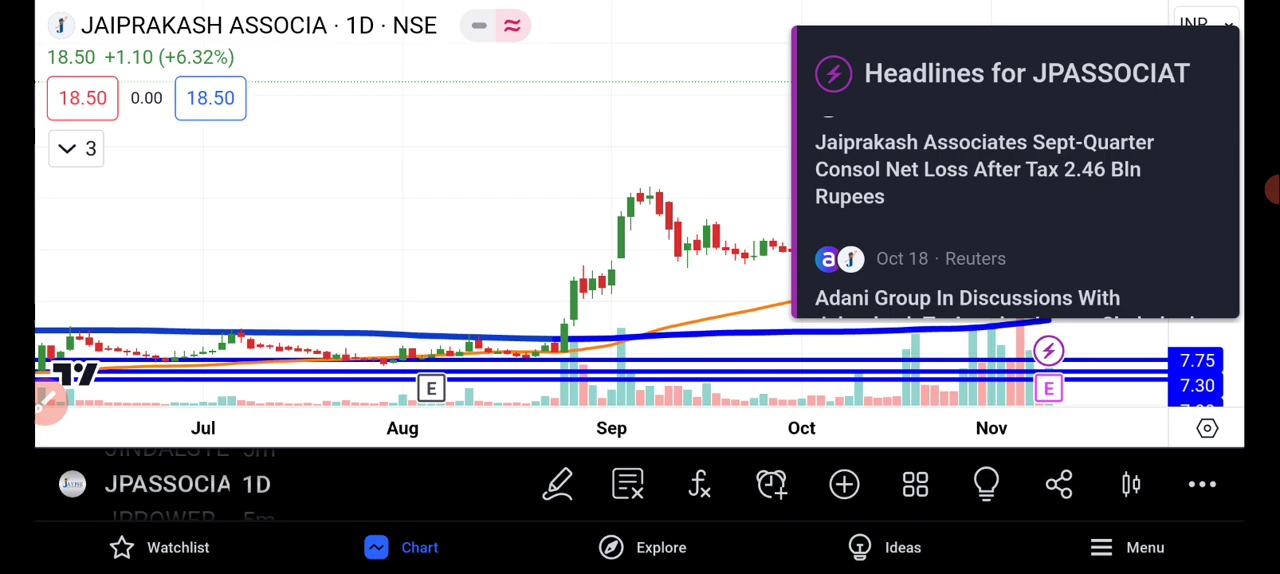 JAIPRAKASH ASSOCIA · 1D · NSE
18.50 +1.10 (+6.32%)
18.50 0.00 18.50
3
INR
Headlines for JPASSOCIAT
Jaiprakash Associates Sept-Quarter
Consol Net Loss After Tax 2.46 Bln
Rupees
Oct 18 · Reuters
Adani Group In Discussions With
7.75
7.30
E
E
Jul Aug Sep Oct Nov
JPASSOCIA 1D
JPPOWER 5m
Watchlist Chart Explore Ideas Menu